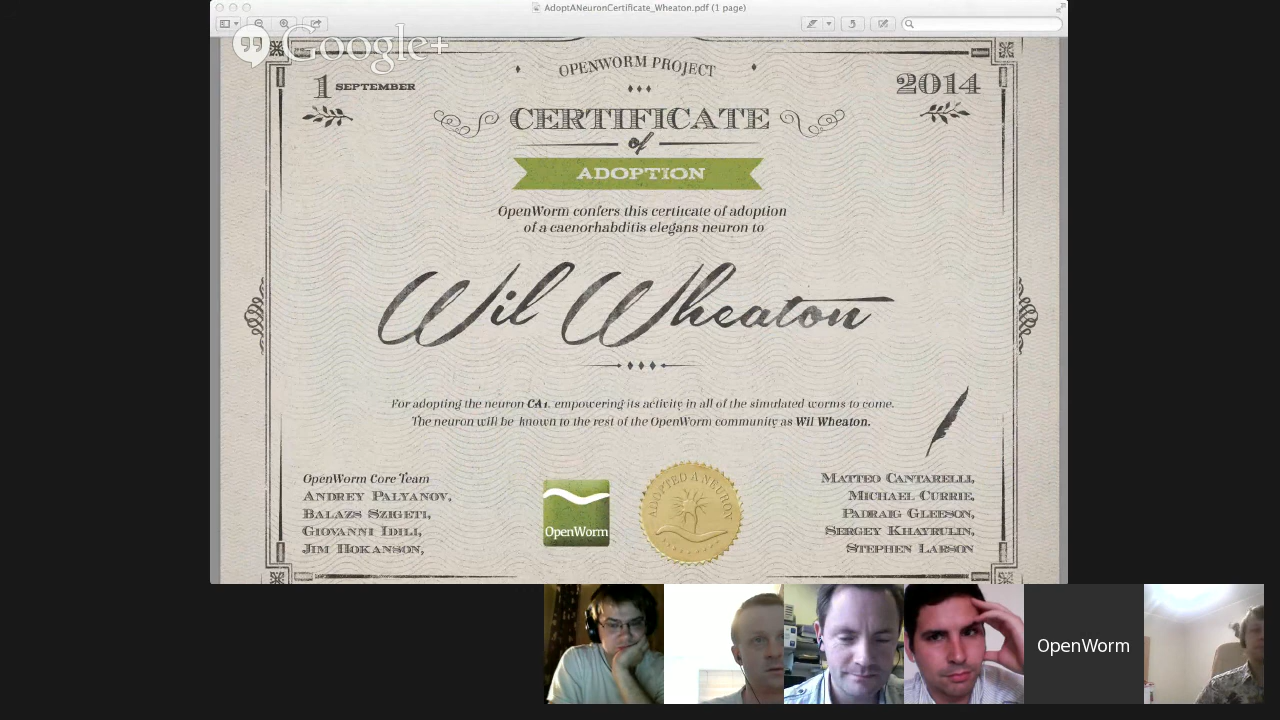 AdoptANeuronCertificate_Wheaton.pdf (1 page)
Google+
1 SEPTEMBER
OPENWORM PROJECT
2014
CERTIFICATE
of
ADOPTION
OpenWorm confers this certitcate of adoption
of a caenorhabditis elegans neuron to
Wil Wheaton
For adopting the neuron CA1, empowering its activity in all of the simulated worms to come.
The neuron will be known to the rest of the OpenWorm community as Wil Wheaton.
OpenWorm Core Team
ANDREY PALYANOV,
BALAZS SZIGETI,
GIOVANNI IDILI,
JIM HOKANSON,
OpenWorm
ADOPTED A NEURON
MATTEO CANTARELLI,
MICHAEL CURRIE,
PADRAIG GLEESON,
SERGEY KHAYRULIN,
STEPHEN LARSON
OpenWorm